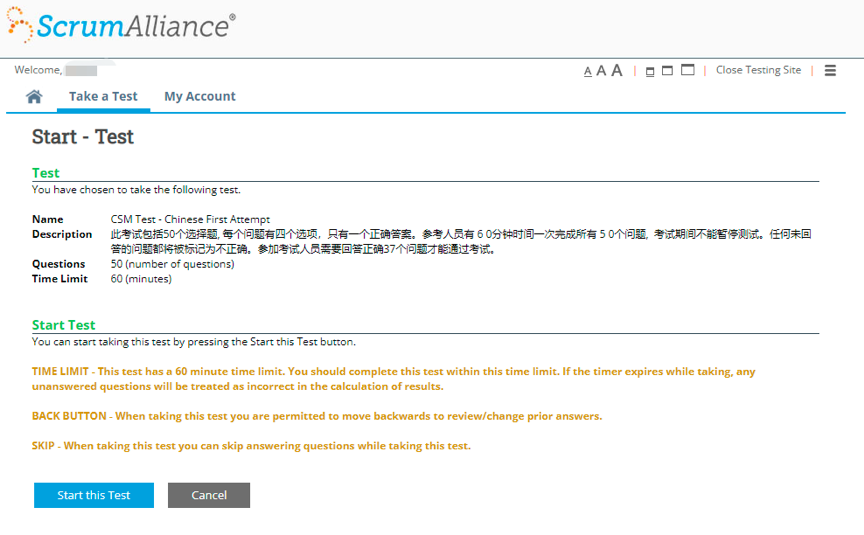 ScrumAlliance®
Welcome,
A A A | | Close Testing Site |
Take a Test My Account
Start - Test
Test
You have chosen to take the following test.
Name CSM Test - Chinese First Attempt
Description 此考试包括50个选择题, 每个问题有四个选项，只有一个正确答案。参考人员有 6 0分钟时间一次完成所有 5 0个问题, 考试期间不能暂停测试。任何未回
答的问题都将被标记为不正确。参加考试人员需要回答正确37个问题才能通过考试。
Questions 50 (number of questions)
Time Limit 60 (minutes)
Start Test
You can start taking this test by pressing the Start this Test button.
TIME LIMIT - This test has a 60 minute time limit. You should complete this test within this time limit. If the timer expires while taking, any
unanswered questions will be treated as incorrect in the calculation of results.
BACK BUTTON - When taking this test you are permitted to move backwards to review/change prior answers.
SKIP - When taking this test you can skip answering questions while taking this test.
Start this Test Cancel